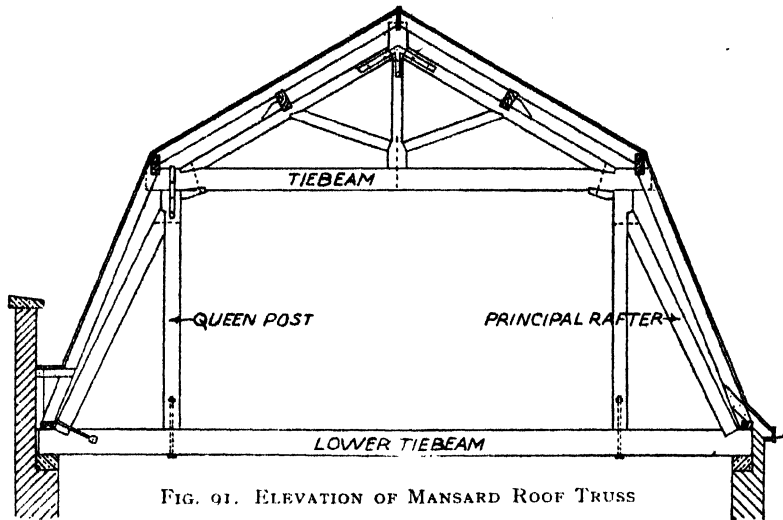 TIEBEAM
QUEEN POST
PRINCIPAL RAFTER
LOWER TIEBEAM
FIG. 91. ELEVATION OF MANSARD ROOF TRUSS